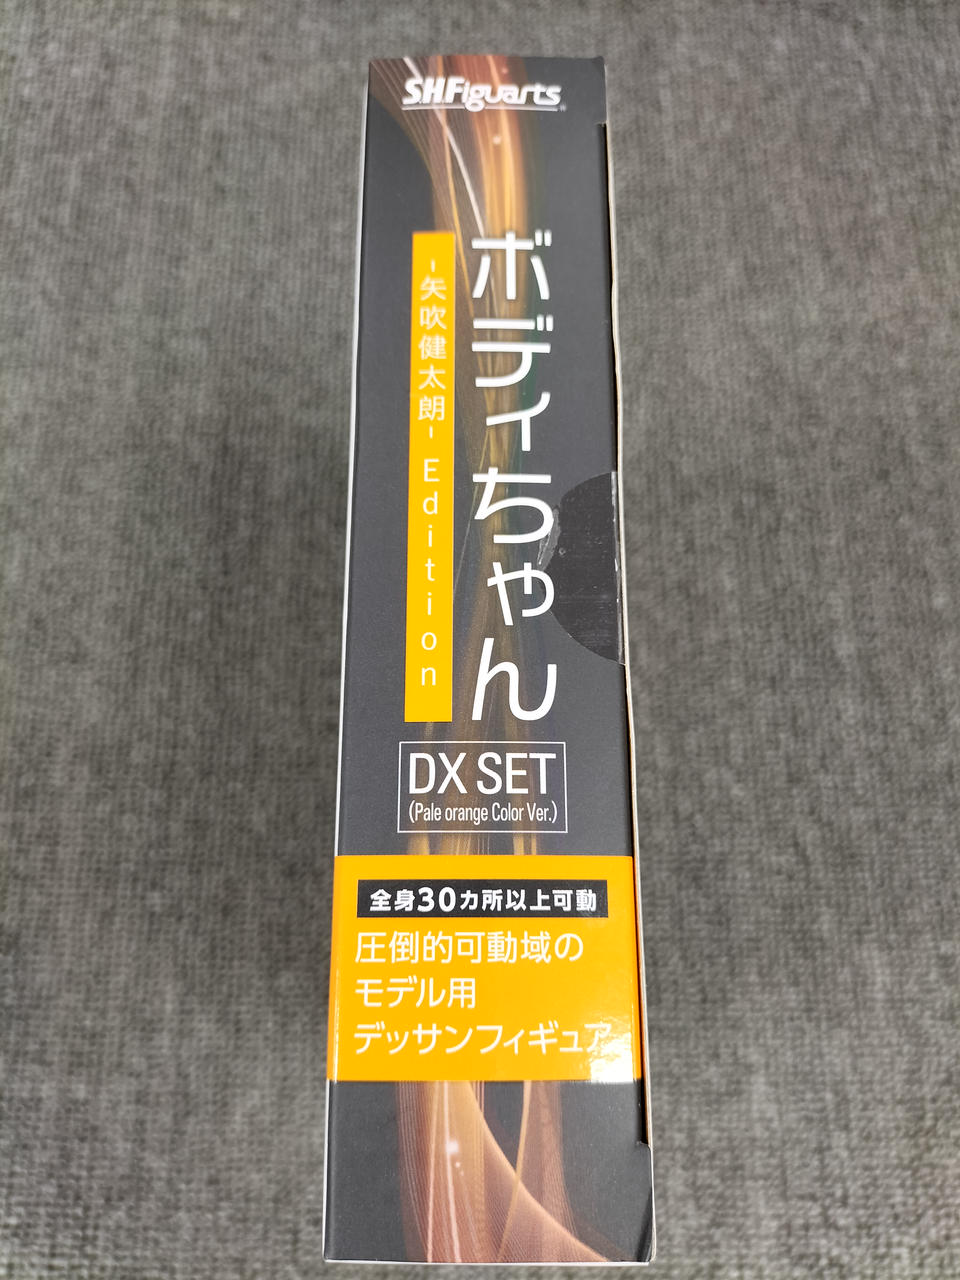 S.H.Figuarts
ボディちゃん
-矢吹健太朗- Edition
DX SET
(Pale orange Color Ver.)
全身30カ所以上可動
圧倒的可動域の
モデル用
デッサンフィギュア